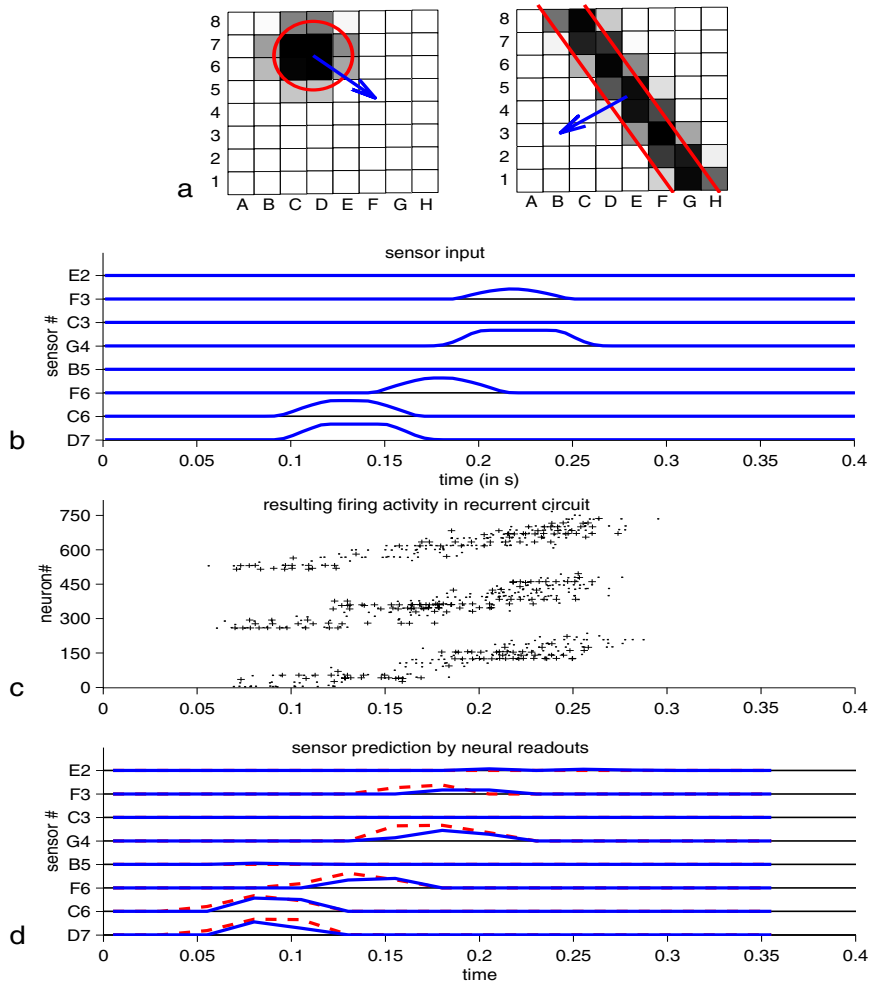 8
7
6
5
4
3
2
1
A B C D E F G H
a
8
7
6
5
4
3
2
1
A B C D E F G H
sensor input
E2
F3
C3
G4
B5
F6
C6
D7
sensor #
b
0 0.05 0.1 0.15 0.2 0.25 0.3 0.35 0.4
time (in s)
resulting firing activity in recurrent circuit
750
600
450
300
150
0
neuron#
c
0 0.05 0.1 0.15 0.2 0.25 0.3 0.35 0.4
sensor prediction by neural readouts
E2
F3
C3
G4
B5
F6
C6
D7
sensor #
d
0 0.05 0.1 0.15 0.2 0.25 0.3 0.35 0.4
time